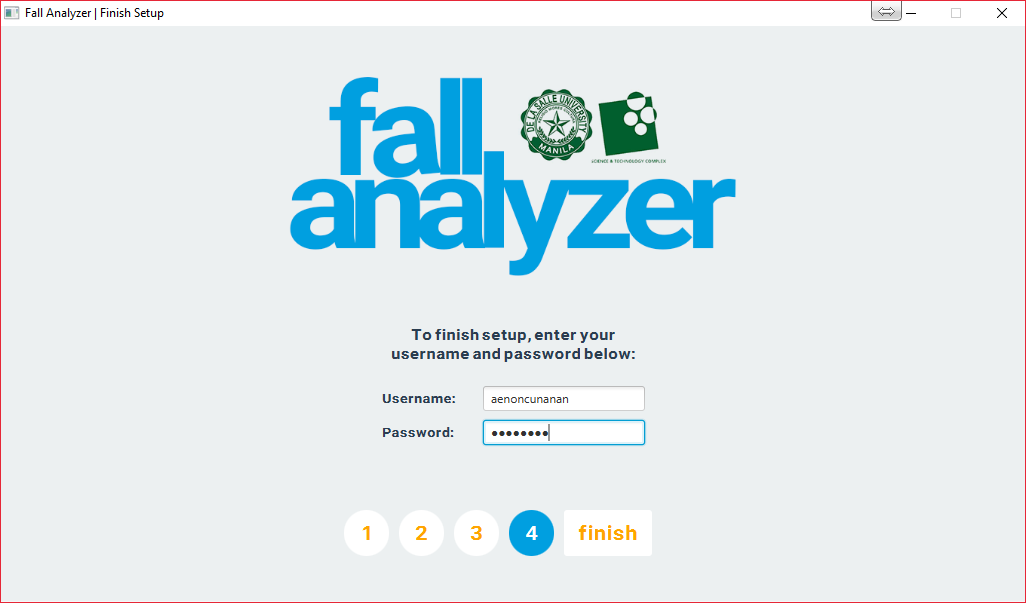 Fall Analyzer | Finish Setup
fall
analyzer
DE LA SALLE UNIVERSITY
MANILA
SCIENCE & TECHNOLOGY COMPLEX
To finish setup, enter your
username and password below:
Username: aenoncunanan
Password: ••••••••
1 2 3 4 finish